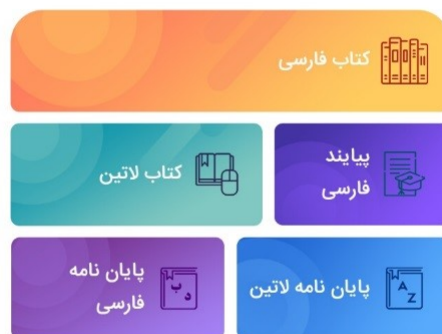 کتاب فارسی
پیایند
فارسی
کتاب لاتین
پایان نامه لاتین
A
Z
پایان نامه
فارسی
ب
د